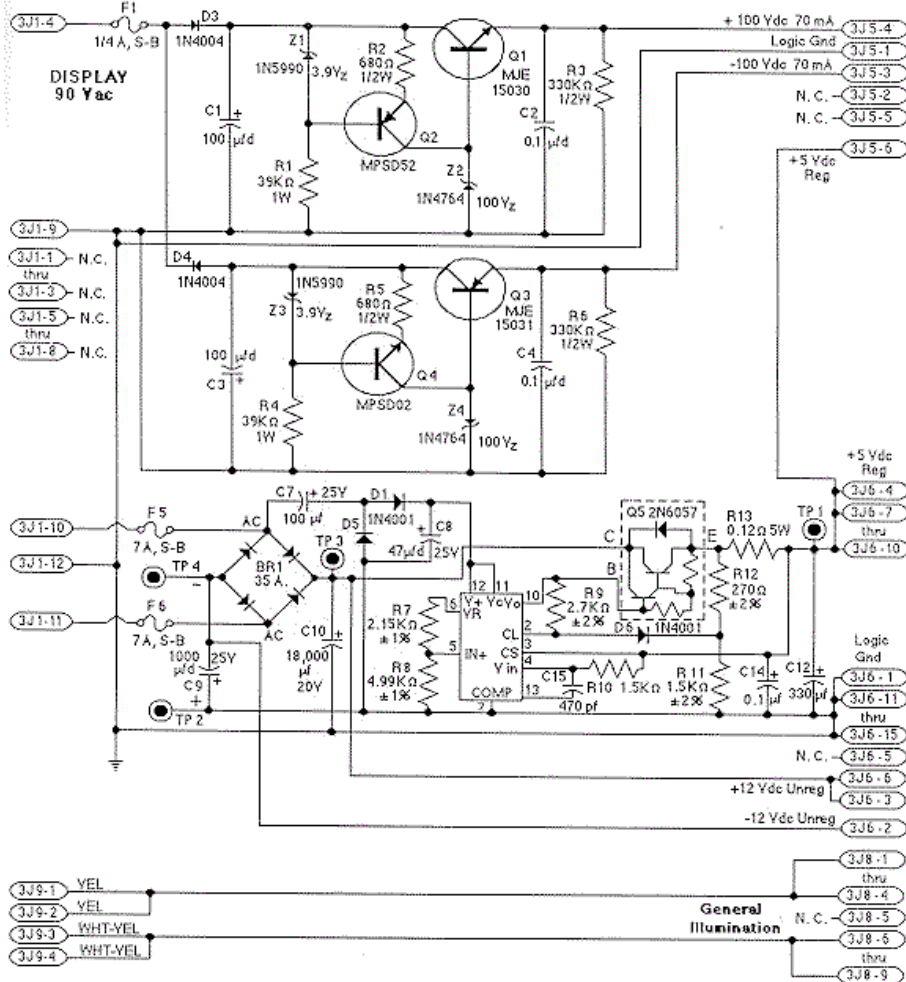 3J1-4
F1
1/4 A, S-B
D3
1N4004
DISPLAY
90 Vac
C1 +
100 µfd
Z1
1N5990
3.9Vz
R2
680Ω
1/2W
Q1
MJE
15030
R1
39KΩ
1W
Q2
MPSD52
Z2
1N4764
100Vz
C2
0.1 µfd
R3
330KΩ
1/2W
+ 100 Vdc 70 mA
3J5-4
Logic Gnd
3J5-1
-100 Vdc 70 mA
3J5-3
N. C.
3J5-2
N. C.
3J5-5
3J5-6
+5 Vdc
Reg
3J1-9
3J1-1
N.C.
thru
3J1-3
N.C.
3J1-5
N.C.
thru
3J1-8
N.C.
D4
1N4004
100 µfd
C3 +
1N5990
Z3
3.9Vz
R5
680Ω
1/2W
Q3
MJE
15031
R4
39KΩ
1W
Q4
MPSD02
Z4
1N4764
100Vz
C4
0.1 µfd
R6
330KΩ
1/2W
3J1-10
F5
7A, S-B
3J1-12
TP 4
3J1-11
F6
7A, S-B
AC
BR1
35 A.
AC
1000
µfd
25V
C9 +
+
TP 2
C7
+ 25V
100 µf
D1
1N4001
D5
C8
+
47µfd
25V
TP 3
C10 +
18,000
µf
20V
R7
2.15KΩ
±1%
R8
4.99KΩ
±1%
12
11
V+
Vc
Vo
10
6
VR
2
CL
5
IN+
3
CS
4
V in
COMP
13
7
R9
2.7KΩ
±2%
D6
1N4001
C15
470 pf
R10
1.5KΩ
Q5 2N6057
C
B
E
R13
0.12Ω 5W
R12
270Ω
±2%
R11
1.5KΩ
±2%
C14
+
0.1 µf
C12
+
330 µf
TP 1
+5 Vdc
Reg
3J6-4
3J6-7
thru
3J6-10
Logic
Gnd
3J6-1
3J6-11
thru
3J6-15
N. C.
3J6-5
3J6-6
+12 Vdc Unreg
3J6-3
-12 Vdc Unreg
3J6-2
3J9-1
YEL
3J9-2
YEL
3J9-3
WHT-YEL
3J9-4
WHT-YEL
General
Illumination
3J8-1
thru
3J8-4
N. C.
3J8-5
3J8-6
thru
3J8-9